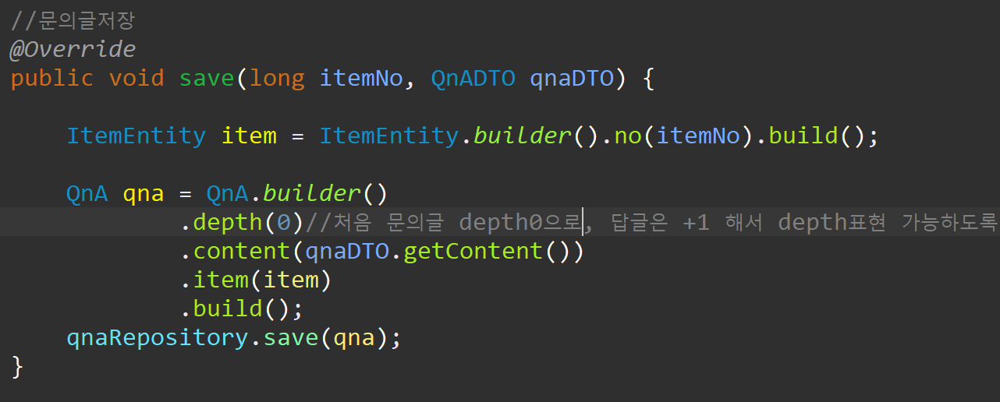 //문의글저장
@Override
public void save(long itemNo, QnADTO qnaDTO) {
ItemEntity item = ItemEntity.builder().no(itemNo).build();
QnA qna = QnA.builder()
.depth(0)//처음 문의글 depth0으로, 답글은 +1 해서 depth표현 가능하도록
.content(qnaDTO.getContent())
.item(item)
.build();
qnaRepository.save(qna);
}